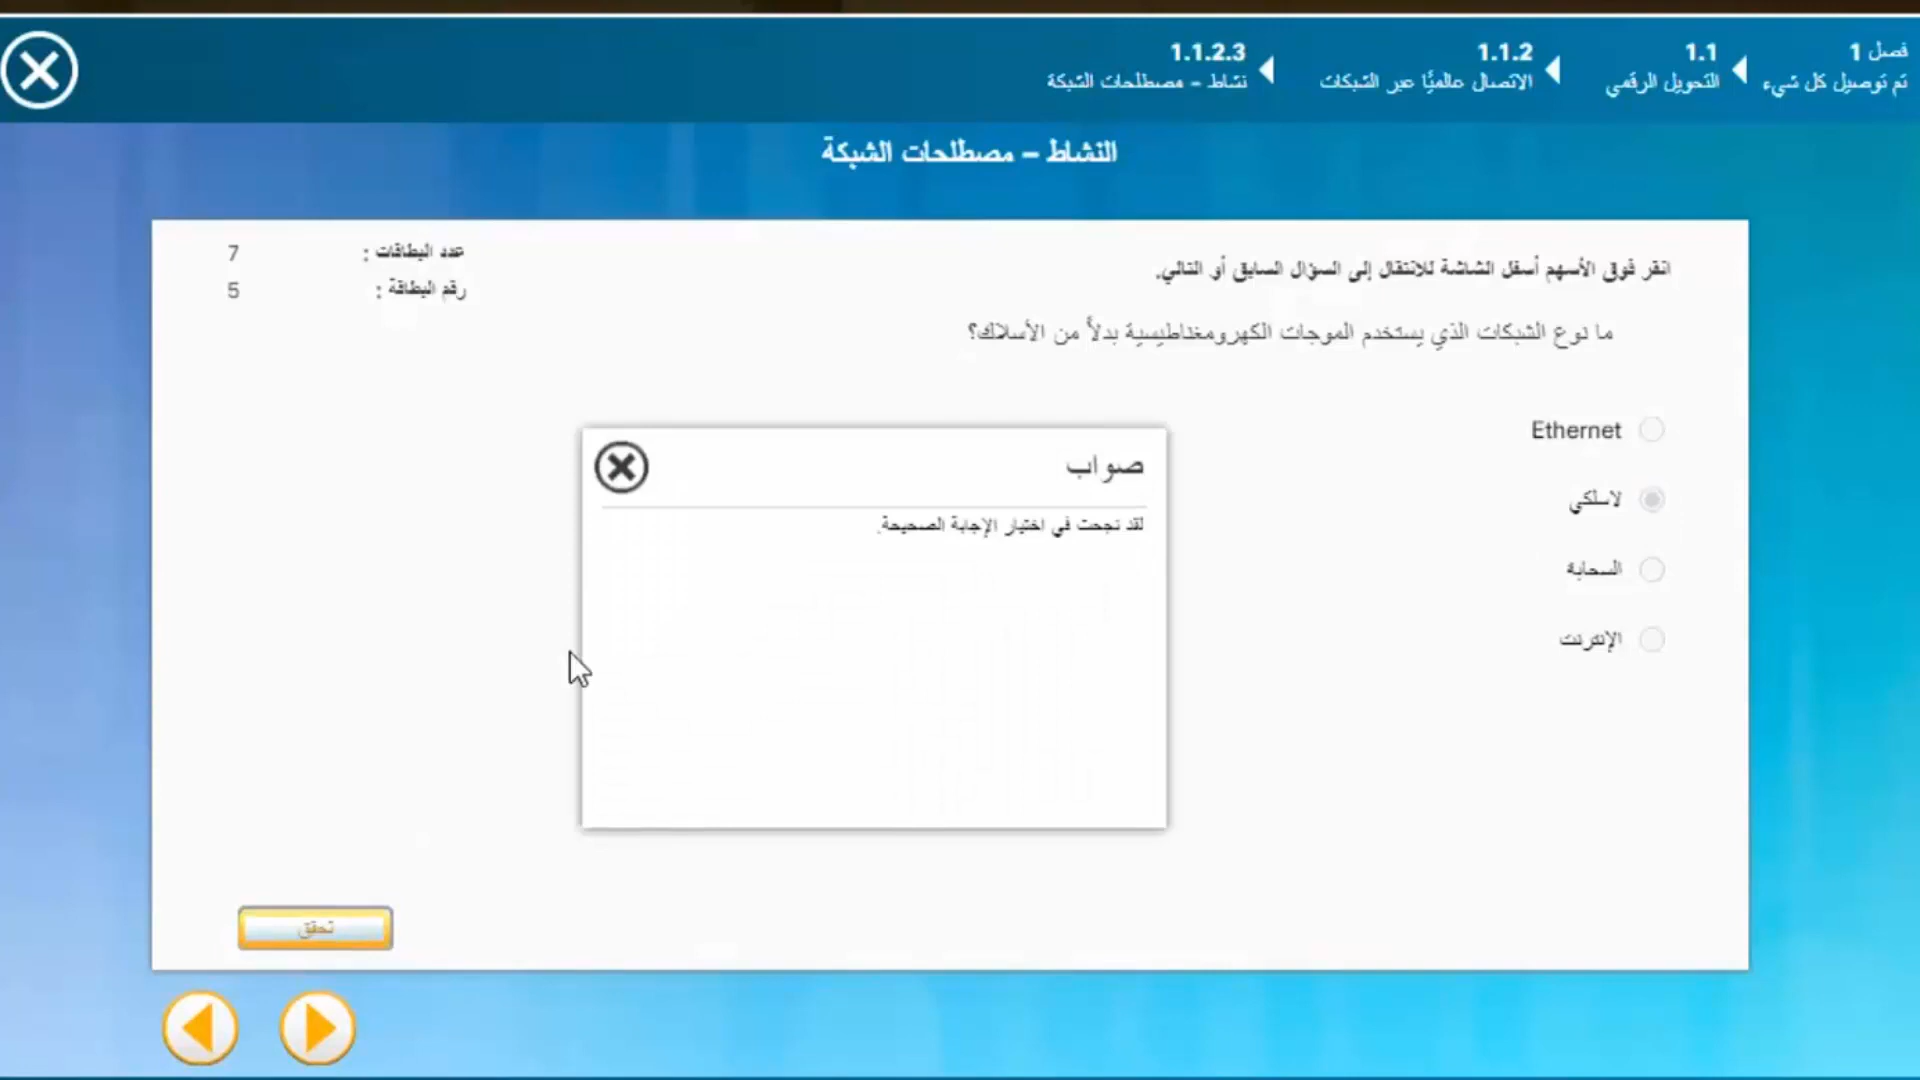 فصل 1
تم توصيل كل شيء
1.1
التحويل الرقمي
1.1.2
الاتصال عالميًا عبر الشبكات
1.1.2.3
نشاط – مصطلحات الشبكة
النشاط – مصطلحات الشبكة
انقر فوق الأسهم أسفل الشاشة للانتقال إلى السؤال السابق أو التالي.
عدد البطاقات : 7
رقم البطاقة : 5
ما نوع الشبكات الذي يستخدم الموجات الكهرومغناطيسية بدلاً من الأسلاك؟
Ethernet
لاسلكي
السحابة
الإنترنت
صواب
لقد نجحت في اختيار الإجابة الصحيحة.
تحقق